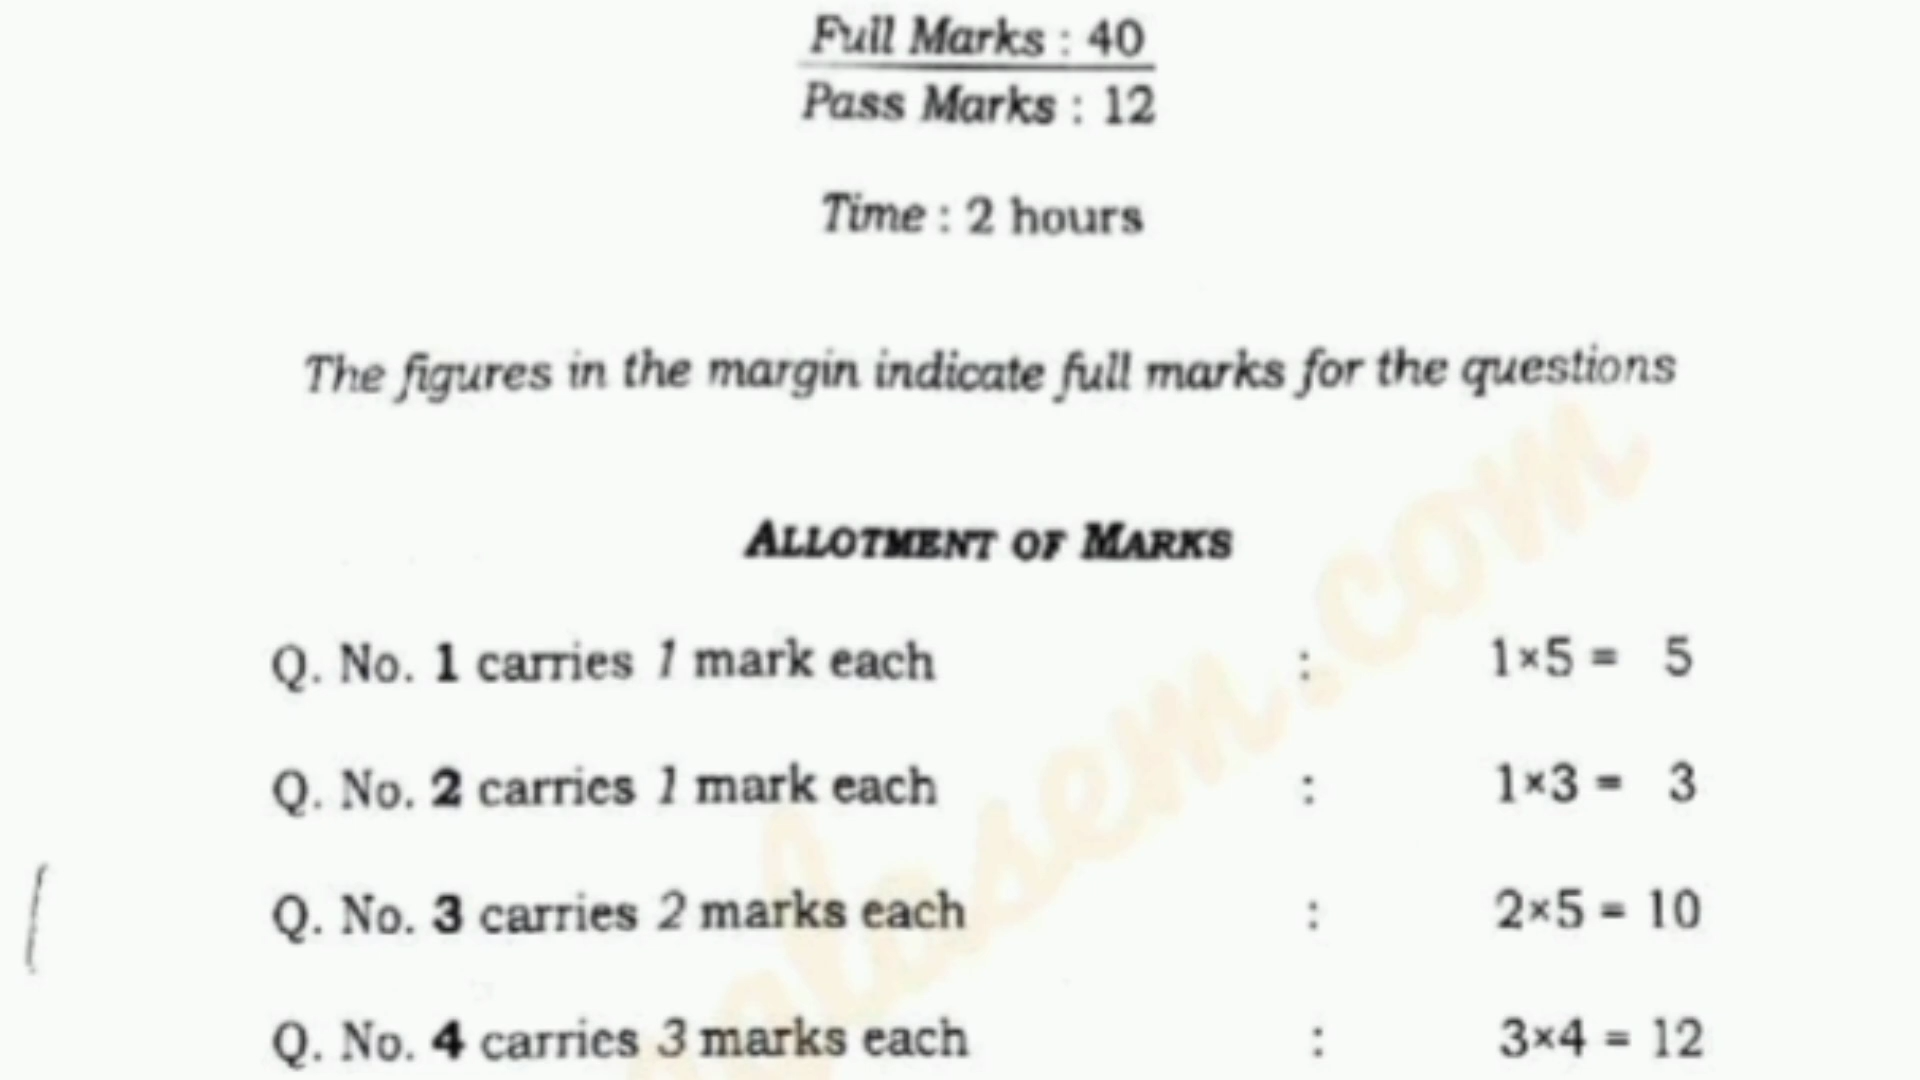 Full Marks : 40
Pass Marks : 12
Time : 2 hours
The figures in the margin indicate full marks for the questions
ALLOTMENT OF MARKS
Q. No. 1 carries 1 mark each : 1×5 = 5
Q. No. 2 carries 1 mark each : 1×3 = 3
Q. No. 3 carries 2 marks each : 2×5 = 10
Q. No. 4 carries 3 marks each : 3×4 = 12